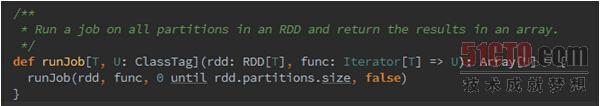 /**
 * Run a job on all partitions in an RDD and return the results in an array.
 */
def runJob[T, U: ClassTag](rdd: RDD[T], func: Iterator[T] => U): Array[U] = {
  runJob(rdd, func, 0 until rdd.partitions.size, false)
}
51CTO.com
技术成就梦想